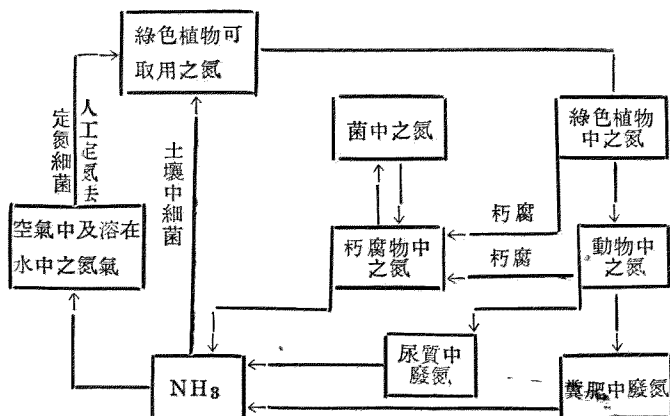 綠色植物可
取用之氮
人工定氮法
定氮細菌
土壤中細菌
菌中之氮
綠色植物
中之氮
空氣中及溶在
水中之氮氣
朽腐物中
之氮
朽腐
朽腐
動物中
之氮
尿質中
廢氮
NH3
糞肥中廢氮